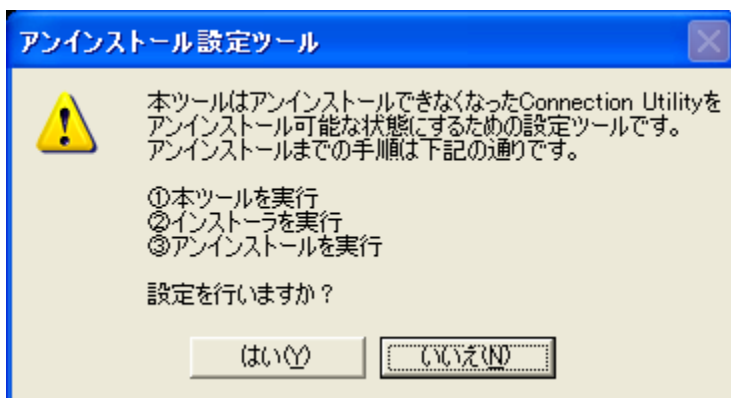 アンインストール設定ツール
本ツールはアンインストールできなくなったConnection Utilityを
アンインストール可能な状態にするための設定ツールです。
アンインストールまでの手順は下記の通りです。
①本ツールを実行
②インストーラを実行
③アンインストールを実行
設定を行いますか？
はい(Y)
いいえ(N)